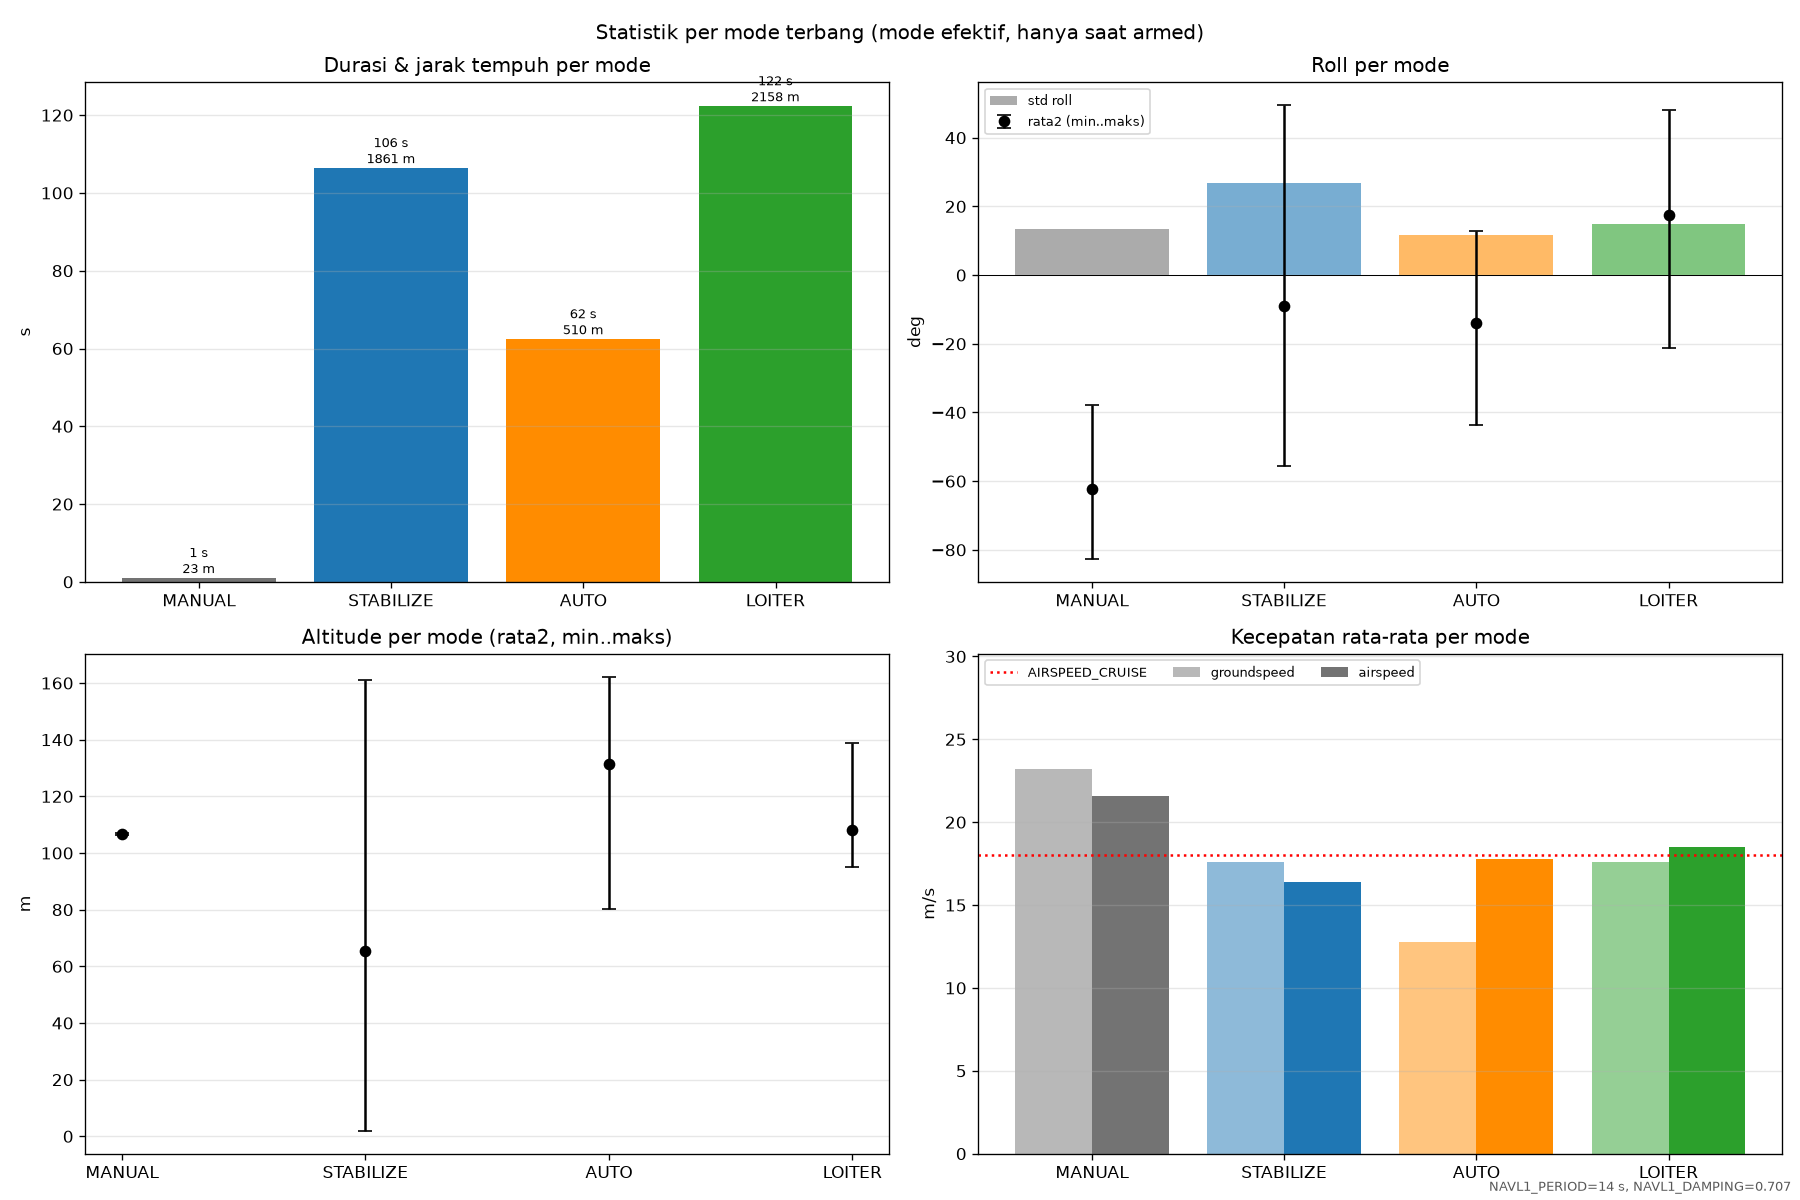 Statistik per mode terbang (mode efektif, hanya saat armed)
Durasi & jarak tempuh per mode
s
120
100
80
60
40
20
0
1 s
23 m
106 s
1861 m
62 s
510 m
122 s
2158 m
MANUAL
STABILIZE
AUTO
LOITER
Roll per mode
std roll
rata2 (min..maks)
deg
40
20
0
−20
−40
−60
−80
MANUAL
STABILIZE
AUTO
LOITER
Altitude per mode (rata2, min..maks)
m
160
140
120
100
80
60
40
20
0
MANUAL
STABILIZE
AUTO
LOITER
Kecepatan rata-rata per mode
AIRSPEED_CRUISE
groundspeed
airspeed
m/s
30
25
20
15
10
5
0
MANUAL
STABILIZE
AUTO
LOITER
NAVL1_PERIOD=14 s, NAVL1_DAMPING=0.707